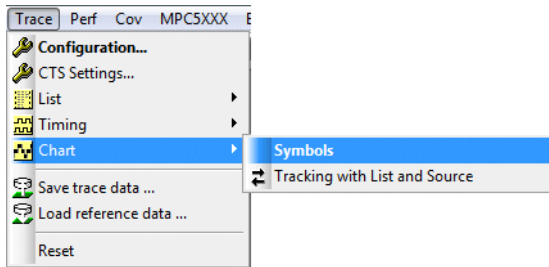 Trace Perf Cov MPC5XXX
Configuration...
CTS Settings...
List
Timing
Chart
Symbols
Tracking with List and Source
Save trace data ...
Load reference data ...
Reset